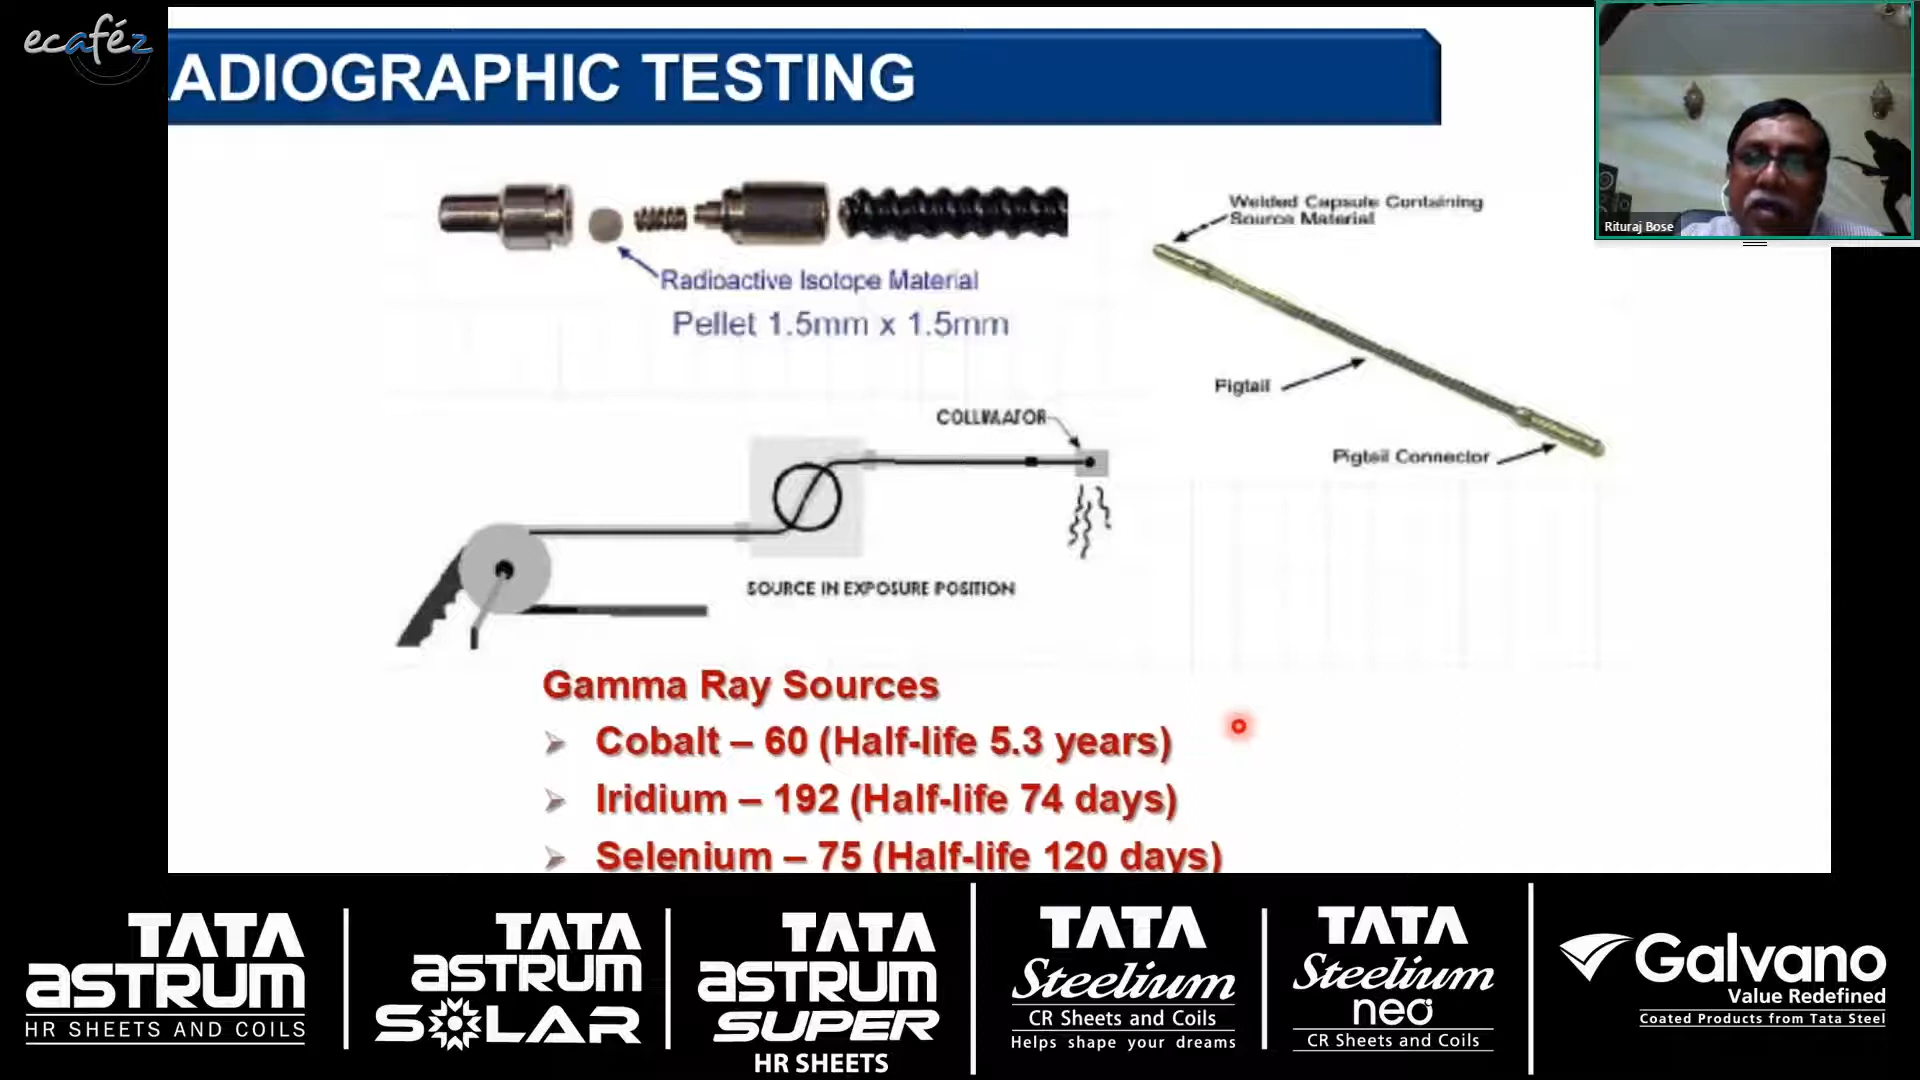 ecaféz
ADIOGRAPHIC TESTING
Rituraj Bose
Welded Capsule Containing
Source Material
Radioactive Isotope Material
Pellet 1.5mm x 1.5mm
Pigtail
Pigtail Connector
COLLIMATOR
SOURCE IN EXPOSURE POSITION
Gamma Ray Sources
Cobalt – 60 (Half-life 5.3 years)
Iridium – 192 (Half-life 74 days)
Selenium – 75 (Half-life 120 days)
TATA
ASTRUM
HR SHEETS AND COILS
TATA
ASTRUM
SOLAR
TATA
ASTRUM
SUPER
HR SHEETS
TATA
Steelium
CR Sheets and Coils
Helps shape your dreams
TATA
Steelium
neo
CR Sheets and Coils
Galvano
Value Redefined
Coated Products from Tata Steel